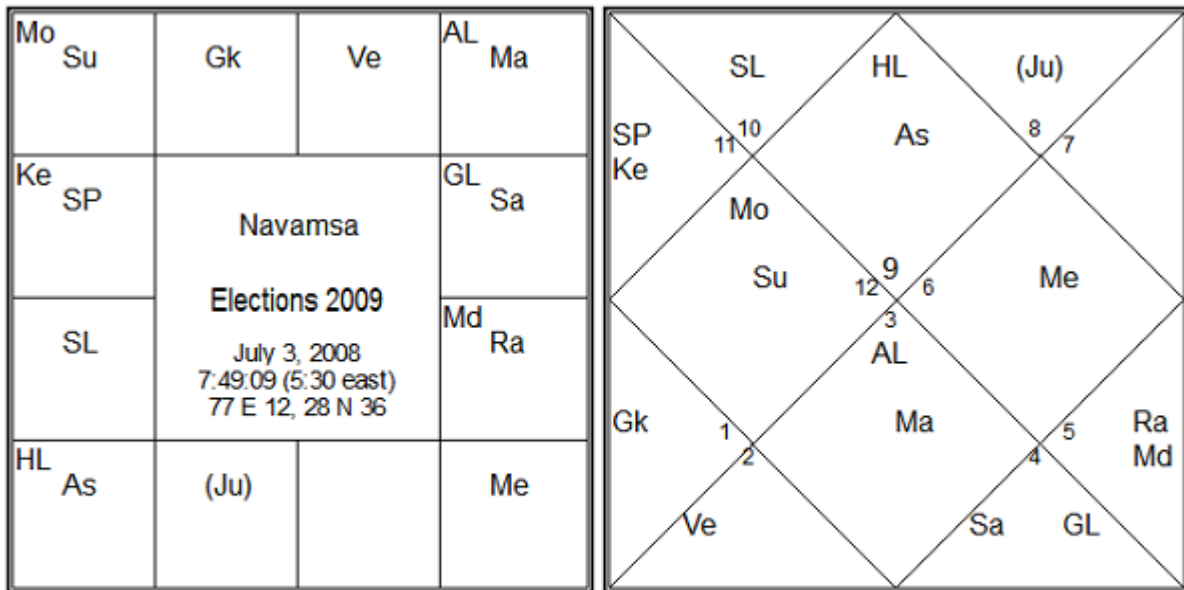 Mo
Su
Gk
Ve
AL
Ma
Ke
SP
GL
Sa
Navamsa
Elections 2009
July 3, 2008
7:49:09 (5:30 east)
77 E 12, 28 N 36
SL
Md
Ra
HL
As
(Ju)
Me
SL
HL
(Ju)
SP
Ke
11
10
As
8
7
Mo
Su
12
9
6
Me
3
AL
Gk
1
2
Ma
5
4
Ra
Md
Ve
Sa
GL